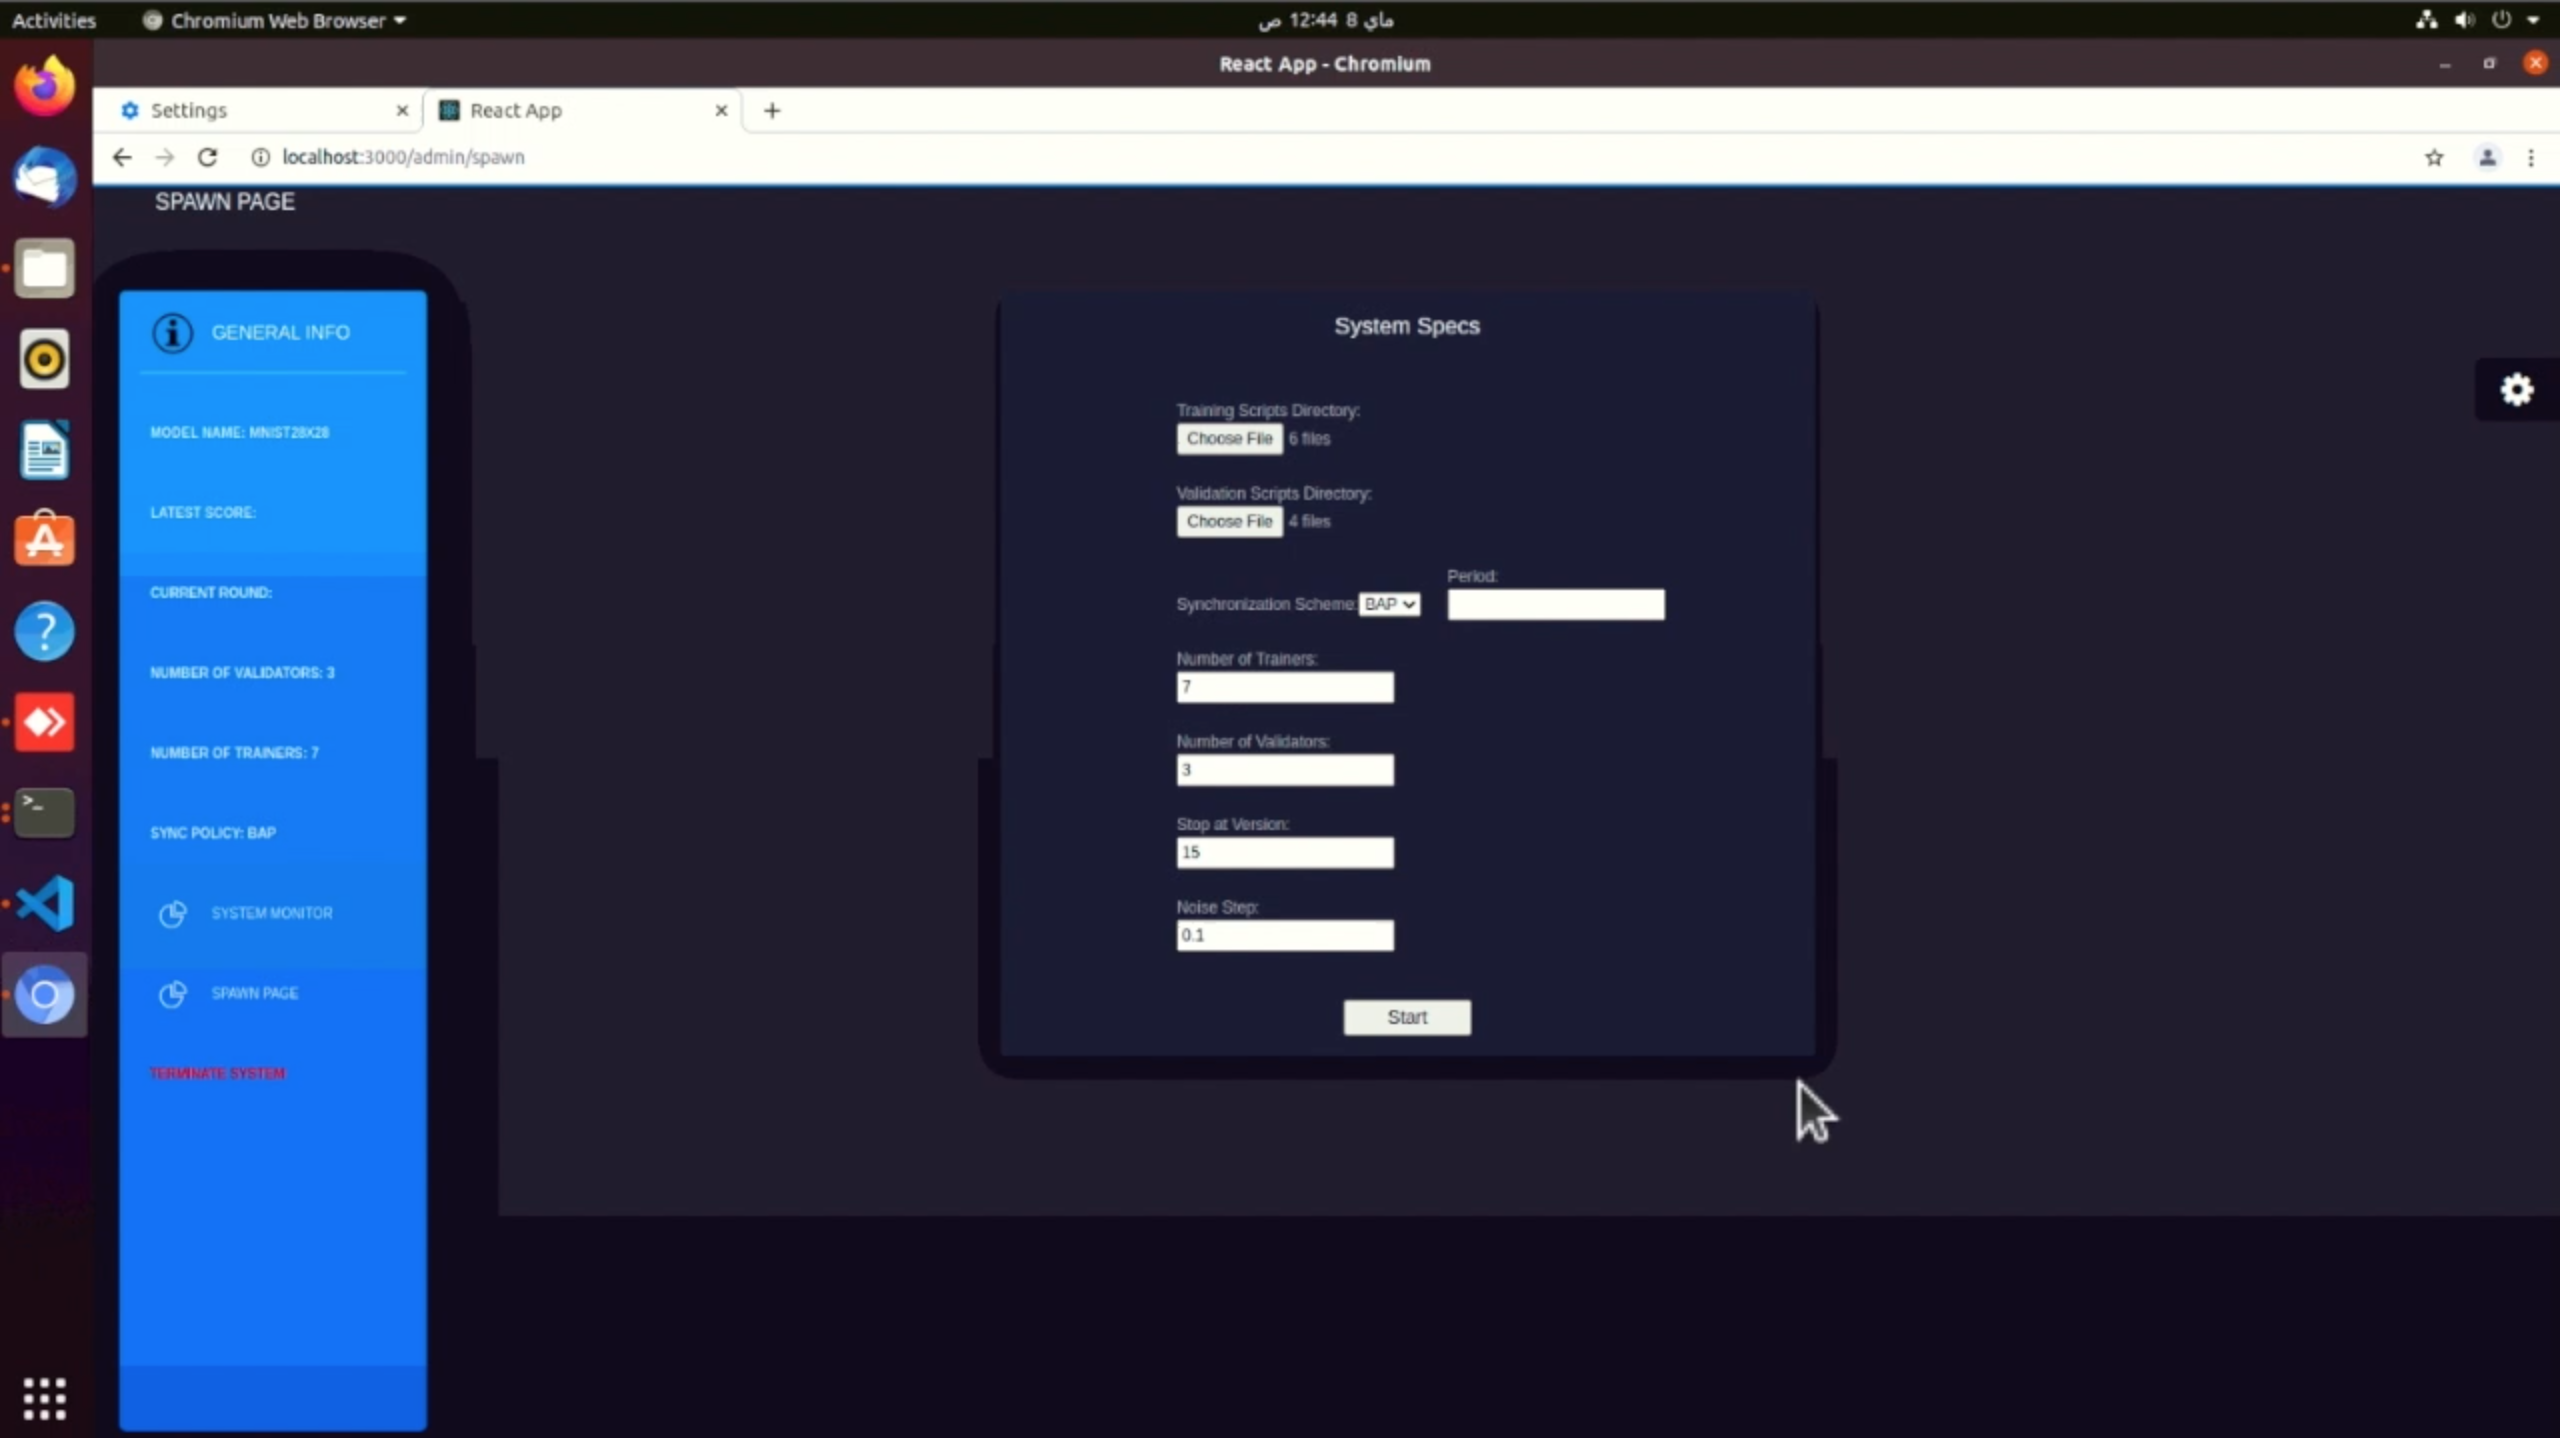 Activities
Chromium Web Browser
ماي 8 12:44 ص
React App - Chromium
Settings
React App
localhost:3000/admin/spawn
SPAWN PAGE
GENERAL INFO
MODEL NAME: MNIST28X28
LATEST SCORE:
CURRENT ROUND:
NUMBER OF VALIDATORS: 3
NUMBER OF TRAINERS: 7
SYNC POLICY: BAP
SYSTEM MONITOR
SPAWN PAGE
TERMINATE SYSTEM
System Specs
Training Scripts Directory:
Choose File 6 files
Validation Scripts Directory:
Choose File 4 files
Period:
Synchronization Scheme: BAP
Number of Trainers:
7
Number of Validators:
3
Stop at Version:
15
Noise Step:
0.1
Start